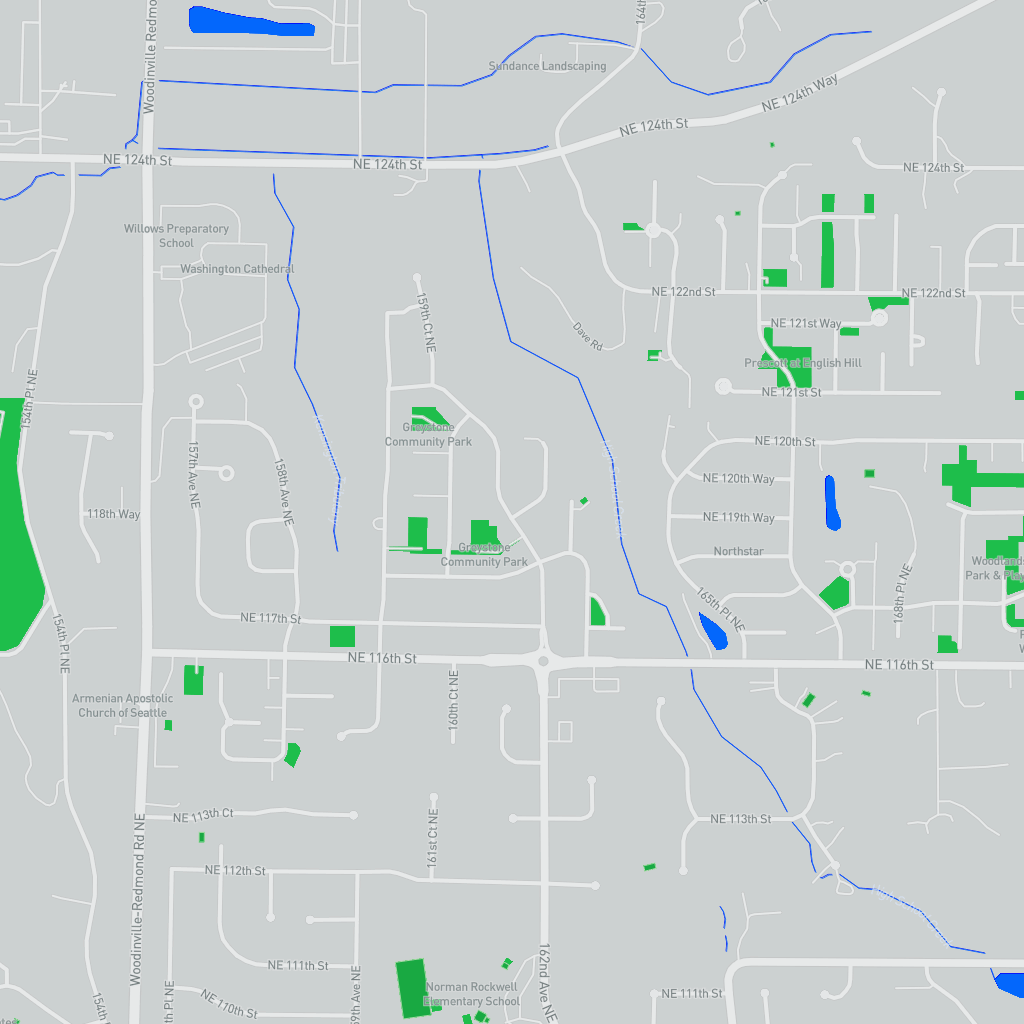 164th
Woodinville Redmo
Sundance Landscaping
NE 124th Way
NE 124th St
NE 124th St
NE 124th St
NE 124th St
Willows Preparatory
School
Washington Cathedral
NE 122nd St
NE 122nd St
159th Ct NE
Dave Rd
NE 121st Way
Prescott at English Hill
154th Pl NE
NE 121st St
Greystone
Community Park
NE 120th St
157th Ave NE
158th Ave NE
NE 120th Way
118th Way
NE 119th Way
Greystone
Community Park
Northstar
Woodlands
Park & Play
165th Pl NE
168th Pl NE
NE 117th St
154th Pl NE
NE 116th St
NE 116th St
Armenian Apostolic
Church of Seattle
160th Ct NE
NE 113th Ct
NE 113th St
161st Ct NE
Woodinville-Redmond Rd NE
NE 112th St
NE 111th St
162nd Ave NE
Norman Rockwell
Elementary School
NE 111th St
NE 110th St
154th
th Pl NE
59th Ave NE